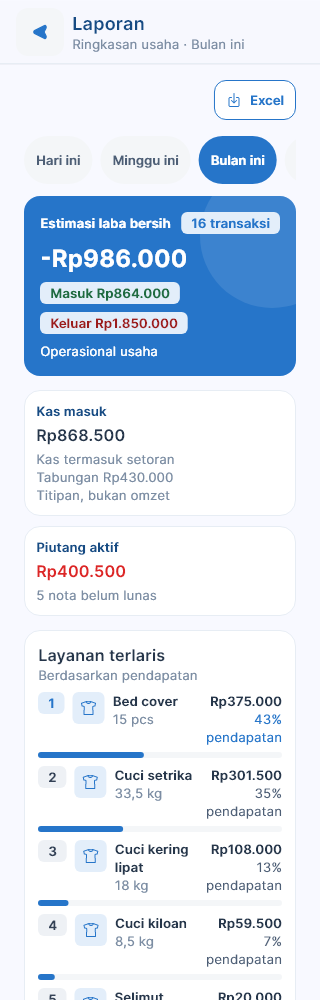 Laporan
Ringkasan usaha · Bulan ini
Excel
Hari ini
Minggu ini
Bulan ini
Estimasi laba bersih
16 transaksi
-Rp986.000
Masuk Rp864.000
Keluar Rp1.850.000
Operasional usaha
Kas masuk
Rp868.500
Kas termasuk setoran
Tabungan Rp430.000
Titipan, bukan omzet
Piutang aktif
Rp400.500
5 nota belum lunas
Layanan terlaris
Berdasarkan pendapatan
1 Bed cover Rp375.000
15 pcs 43%
pendapatan
2 Cuci setrika Rp301.500
33,5 kg 35%
pendapatan
3 Cuci kering Rp108.000
lipat 13%
18 kg pendapatan
4 Cuci kiloan Rp59.500
8,5 kg 7%
pendapatan
5 Selimut Rp20.000